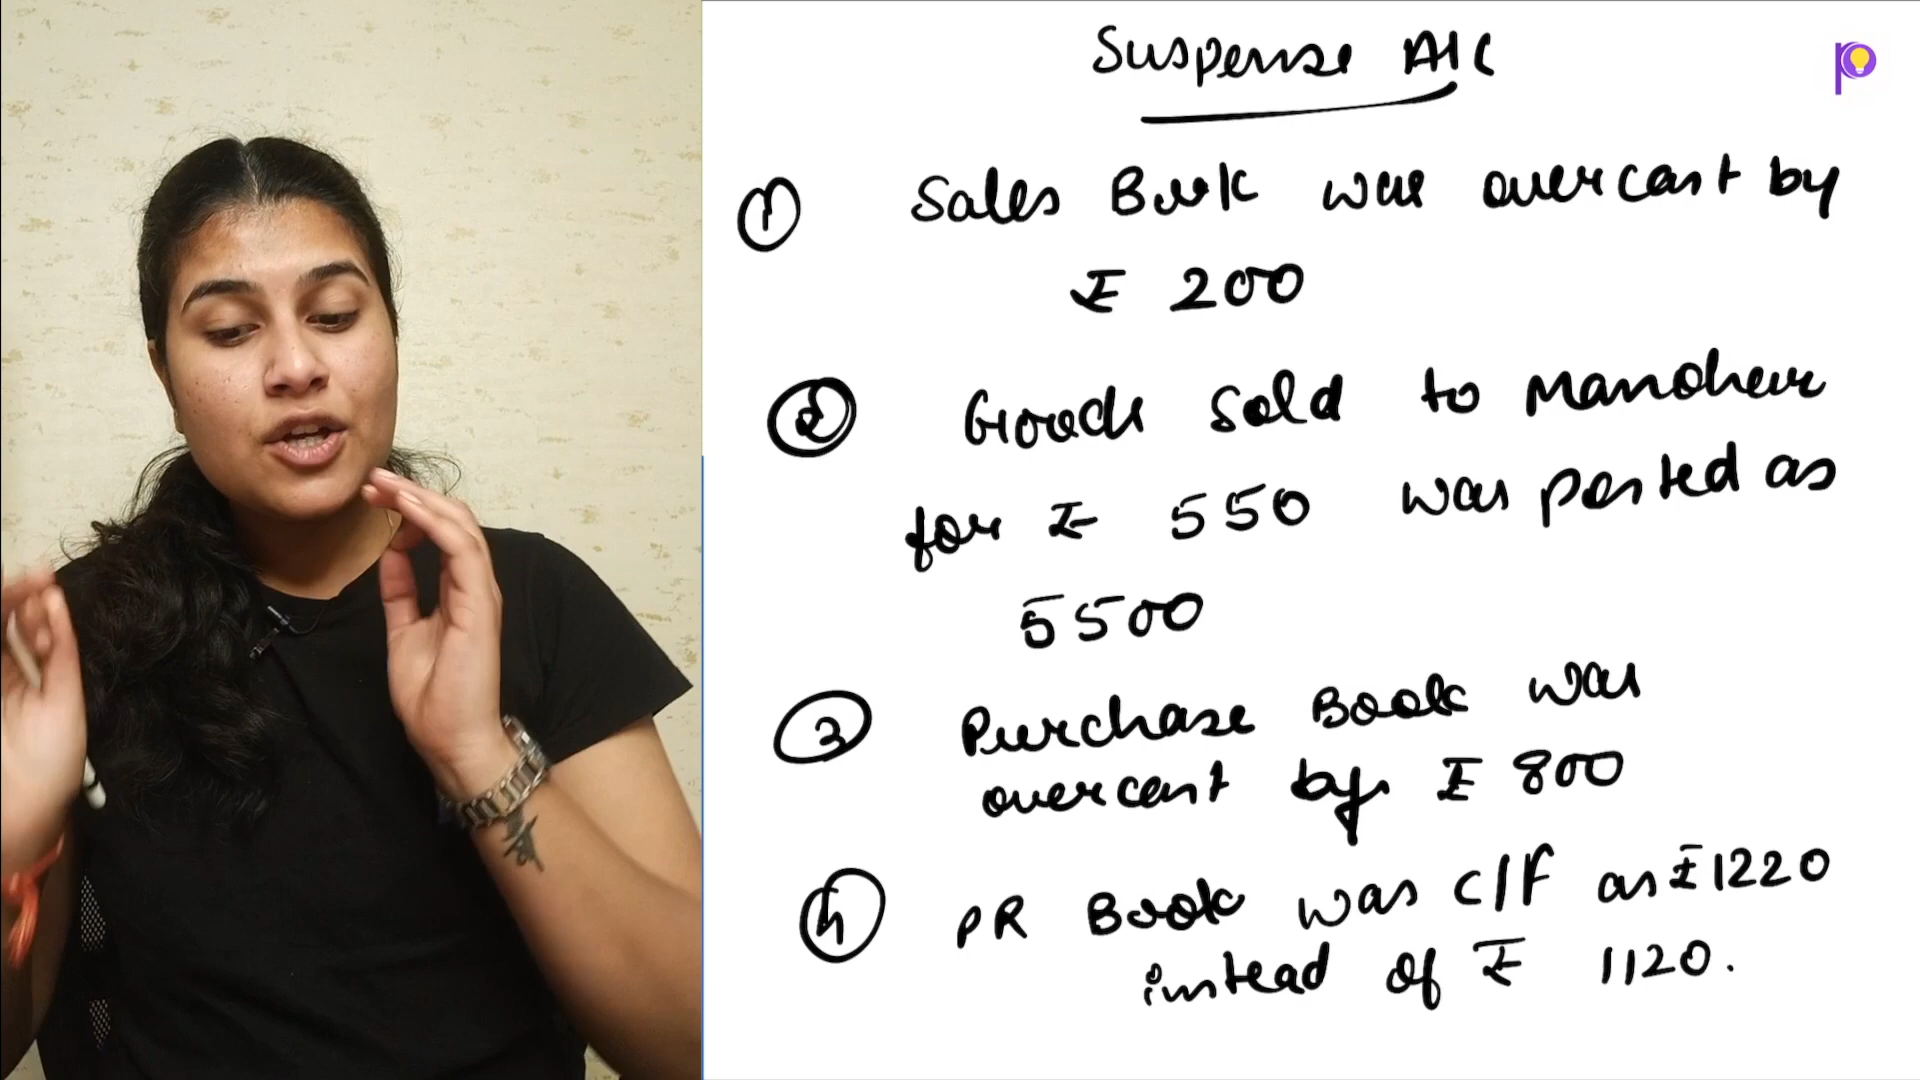 Suspense A/C
① Sales Book was overcast by
₹ 200
② Goods sold to Manohar
for ₹ 550 was posted as
5500
③ Purchase Book was
overcast by ₹ 800
④ PR Book was C/F as ₹1220
instead of ₹ 1120.